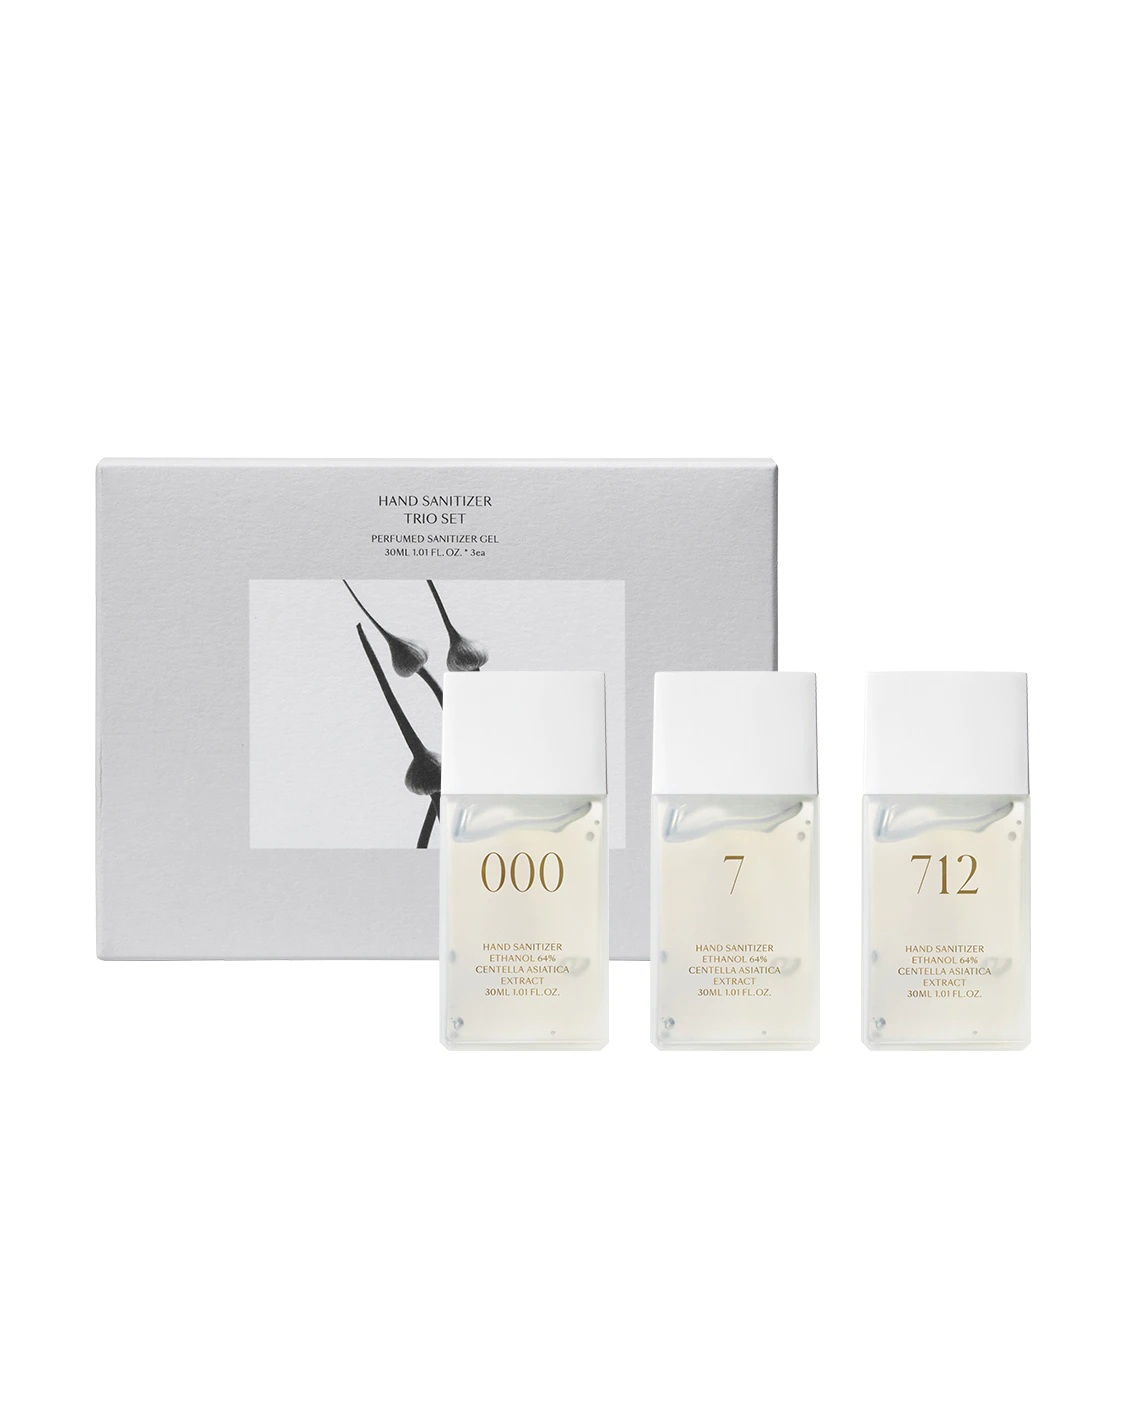 HAND SANITIZER
TRIO SET
PERFUMED SANITIZER GEL
30ML 1.01 FL. OZ. * 3ea
000
HAND SANITIZER
ETHANOL 64%
CENTELLA ASIATICA
EXTRACT
30ML 1.01 FL.OZ.
7
HAND SANITIZER
ETHANOL 64%
CENTELLA ASIATICA
EXTRACT
30ML 1.01 FL.OZ.
712
HAND SANITIZER
ETHANOL 64%
CENTELLA ASIATICA
EXTRACT
30ML 1.01 FL.OZ.